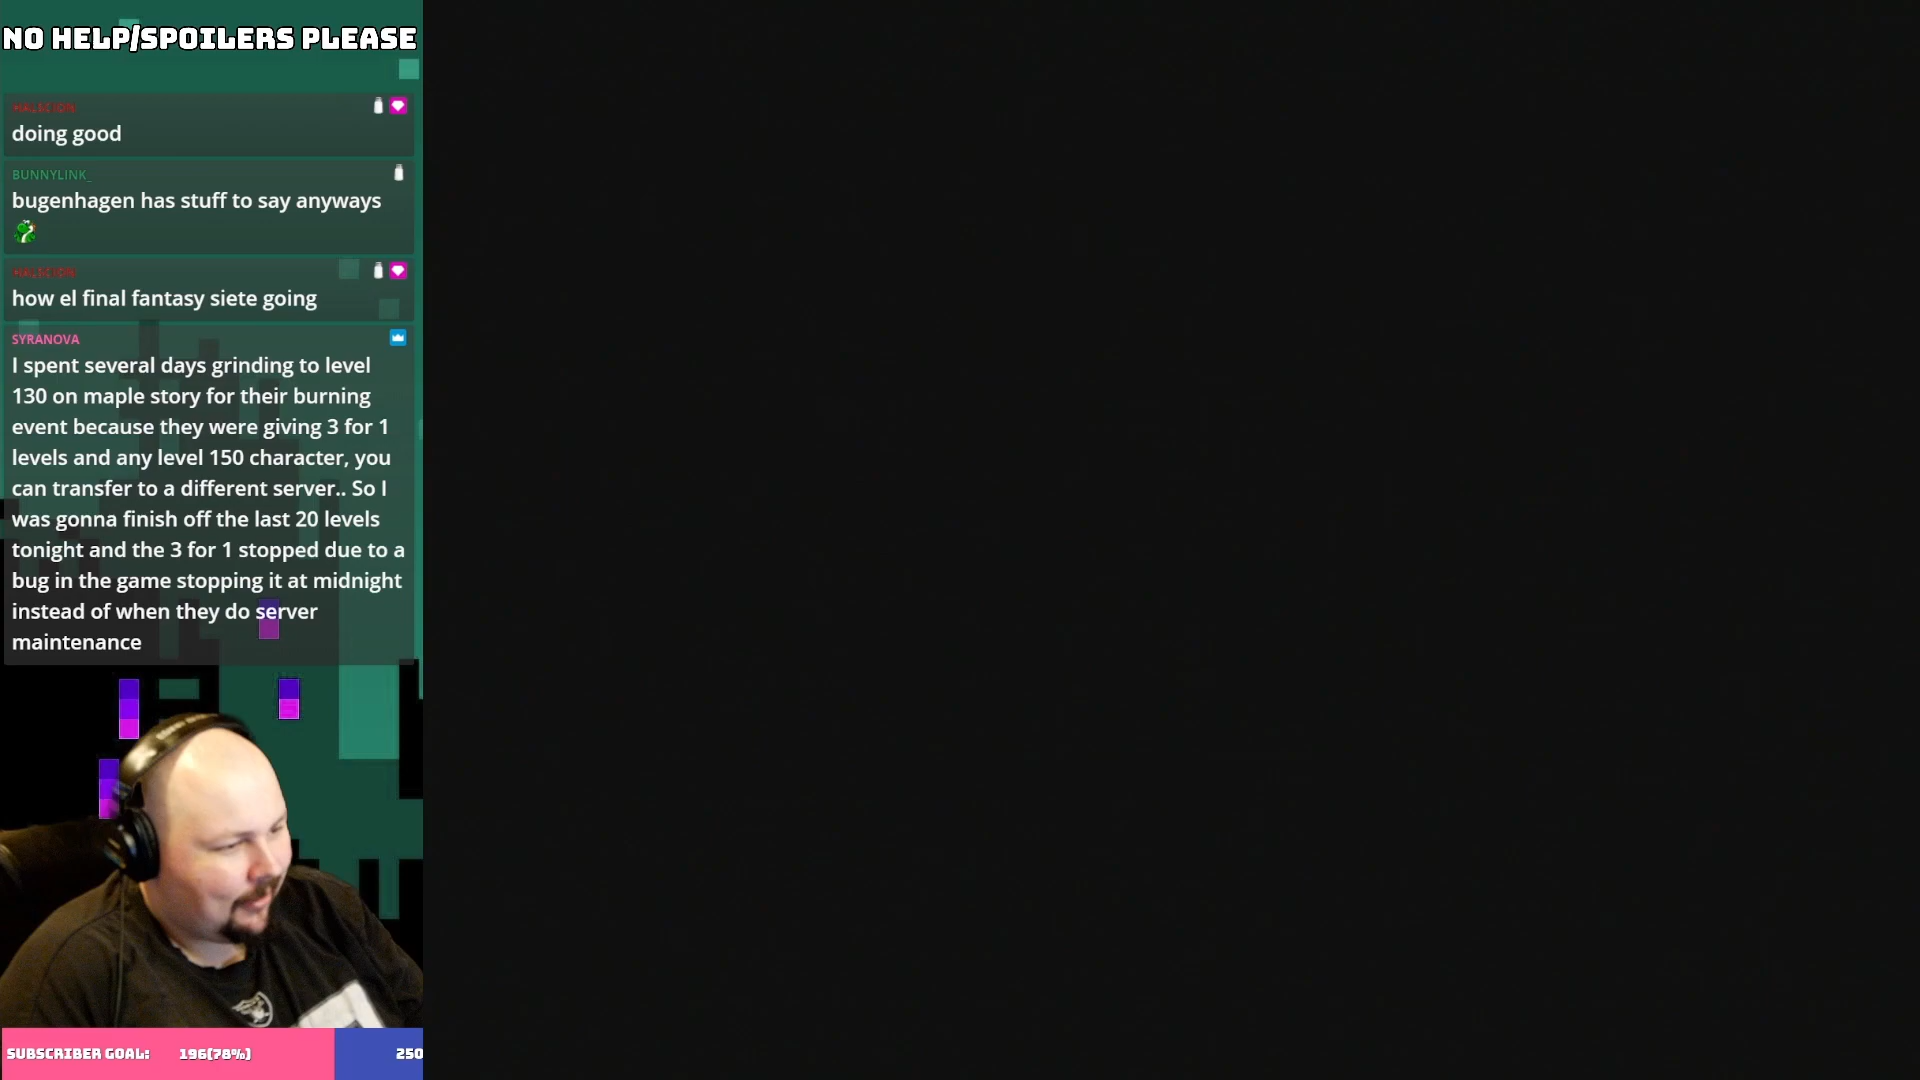 NO HELP/SPOILERS PLEASE
HALSCION
doing good
BUNNYLINK_
bugenhagen has stuff to say anyways
HALSCION
how el final fantasy siete going
SYRANOVA
I spent several days grinding to level
130 on maple story for their burning
event because they were giving 3 for 1
levels and any level 150 character, you
can transfer to a different server.. So I
was gonna finish off the last 20 levels
tonight and the 3 for 1 stopped due to a
bug in the game stopping it at midnight
instead of when they do server
maintenance
SUBSCRIBER GOAL: 196(78%) 250